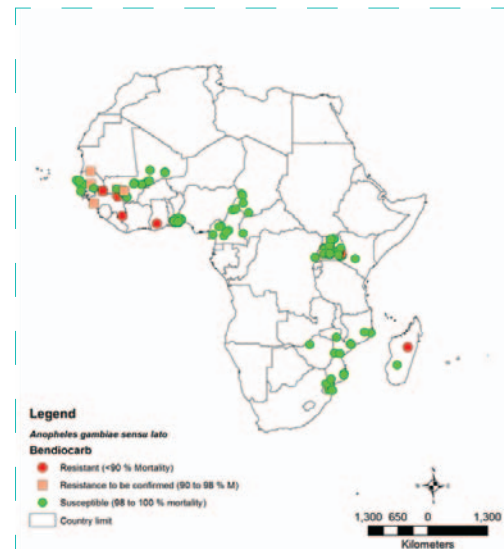 Legend
Anopheles gambiae sensu lato
Bendiocarb
Resistant (<90 % Mortality)
Resistance to be confirmed (90 to 98 % M)
Susceptible (98 to 100 % mortality)
Country limit
1,300 650 0 1,300
Kilometers